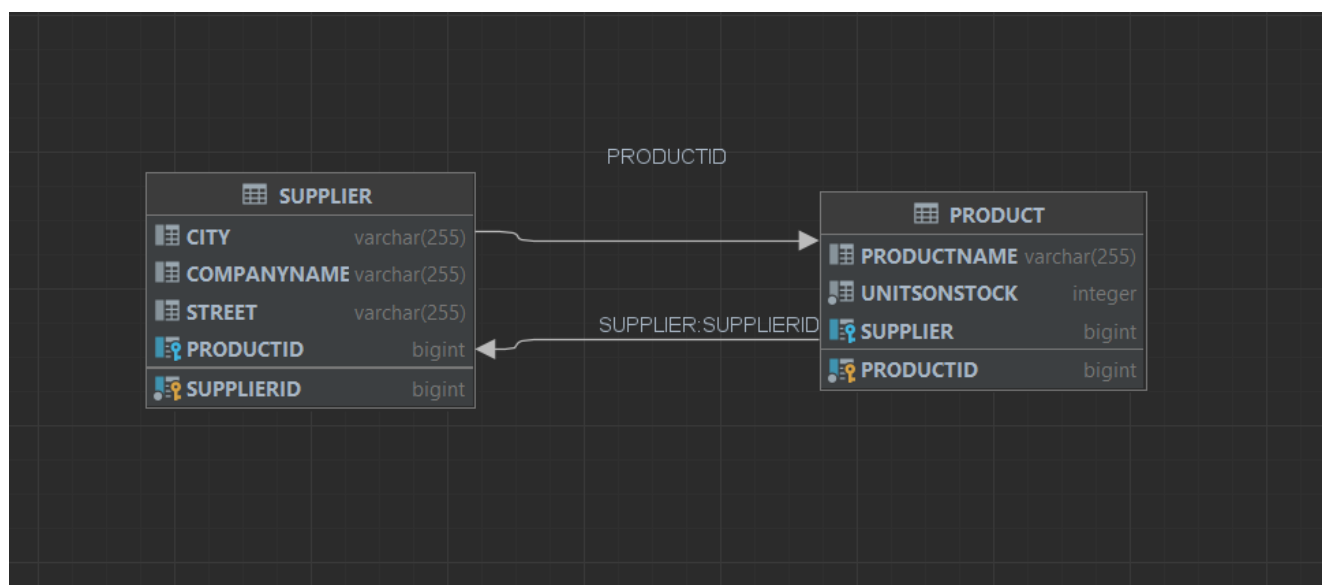 PRODUCTID
SUPPLIER
CITY varchar(255)
COMPANYNAME varchar(255)
STREET varchar(255)
PRODUCTID bigint
SUPPLIERID bigint
SUPPLIER:SUPPLIERID
PRODUCT
PRODUCTNAME varchar(255)
UNITSONSTOCK integer
SUPPLIER bigint
PRODUCTID bigint